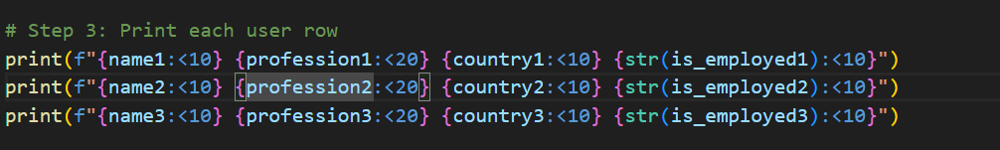 # Step 3: Print each user row
print(f"{name1:<10} {profession1:<20} {country1:<10} {str(is_employed1):<10}")
print(f"{name2:<10} {profession2:<20} {country2:<10} {str(is_employed2):<10}")
print(f"{name3:<10} {profession3:<20} {country3:<10} {str(is_employed3):<10}")